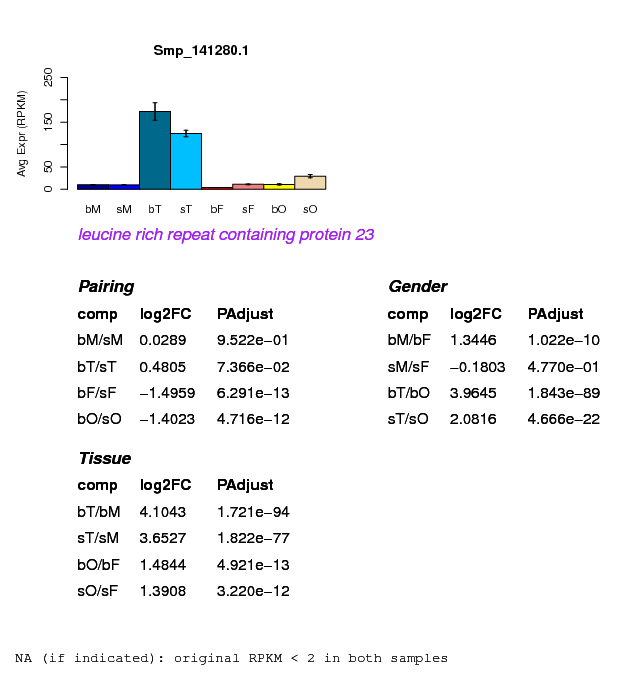 Smp_141280.1
Avg Expr (RPKM)
250
150
50
0
bM sM bT sT bF sF bO sO
leucine rich repeat containing protein 23
Pairing
comp log2FC PAdjust
bM/sM 0.0289 9.522e−01
bT/sT 0.4805 7.366e−02
bF/sF −1.4959 6.291e−13
bO/sO −1.4023 4.716e−12
Gender
comp log2FC PAdjust
bM/bF 1.3446 1.022e−10
sM/sF −0.1803 4.770e−01
bT/bO 3.9645 1.843e−89
sT/sO 2.0816 4.666e−22
Tissue
comp log2FC PAdjust
bT/bM 4.1043 1.721e−94
sT/sM 3.6527 1.822e−77
bO/bF 1.4844 4.921e−13
sO/sF 1.3908 3.220e−12
NA (if indicated): original RPKM < 2 in both samples